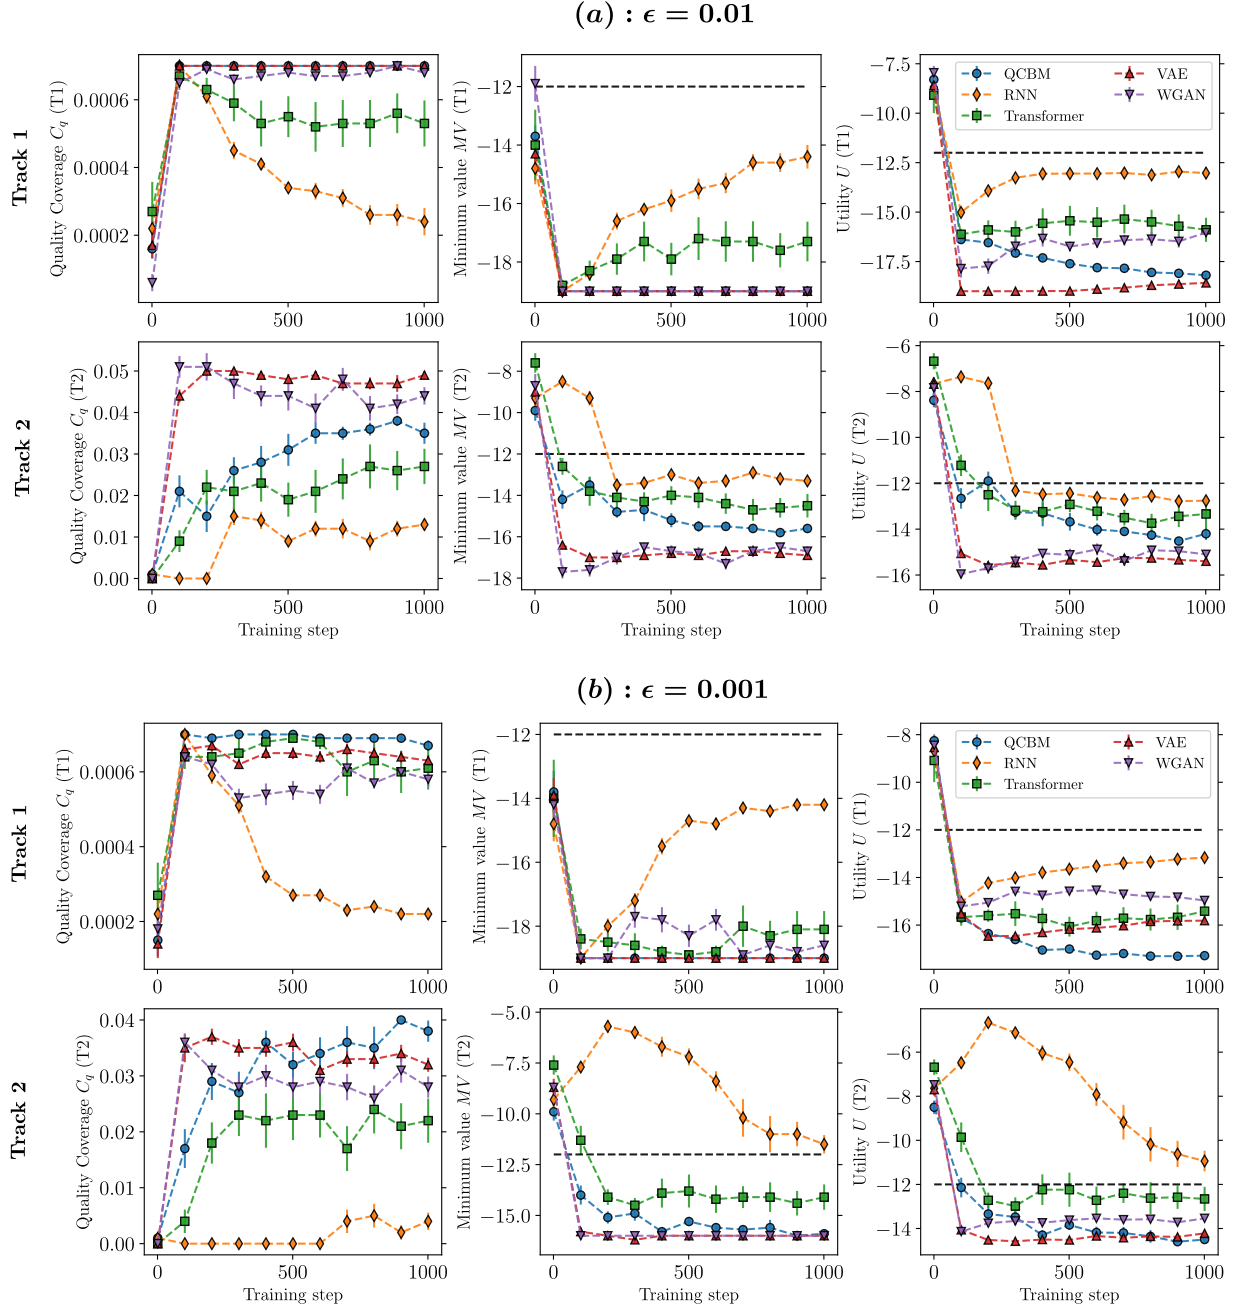 (a) : ϵ = 0.01
Track 1
Quality Coverage C_q (T1)
0.0006
0.0004
0.0002
0
500
1000
Minimum value MV (T1)
−12
−14
−16
−18
0
500
1000
Utility U (T1)
−7.5
−10.0
−12.5
−15.0
−17.5
0
500
1000
QCBM
RNN
Transformer
VAE
WGAN
Track 2
Quality Coverage C_q (T2)
0.05
0.04
0.03
0.02
0.01
0.00
0
500
1000
Training step
Minimum value MV (T2)
−8
−10
−12
−14
−16
−18
0
500
1000
Training step
Utility U (T2)
−6
−8
−10
−12
−14
−16
0
500
1000
Training step
(b) : ϵ = 0.001
Track 1
Quality Coverage C_q (T1)
0.0006
0.0004
0.0002
0
500
1000
Minimum value MV (T1)
−12
−14
−16
−18
0
500
1000
Utility U (T1)
−8
−10
−12
−14
−16
0
500
1000
QCBM
RNN
Transformer
VAE
WGAN
Track 2
Quality Coverage C_q (T2)
0.04
0.03
0.02
0.01
0.00
0
500
1000
Training step
Minimum value MV (T2)
−5.0
−7.5
−10.0
−12.5
−15.0
0
500
1000
Training step
Utility U (T2)
−6
−8
−10
−12
−14
0
500
1000
Training step